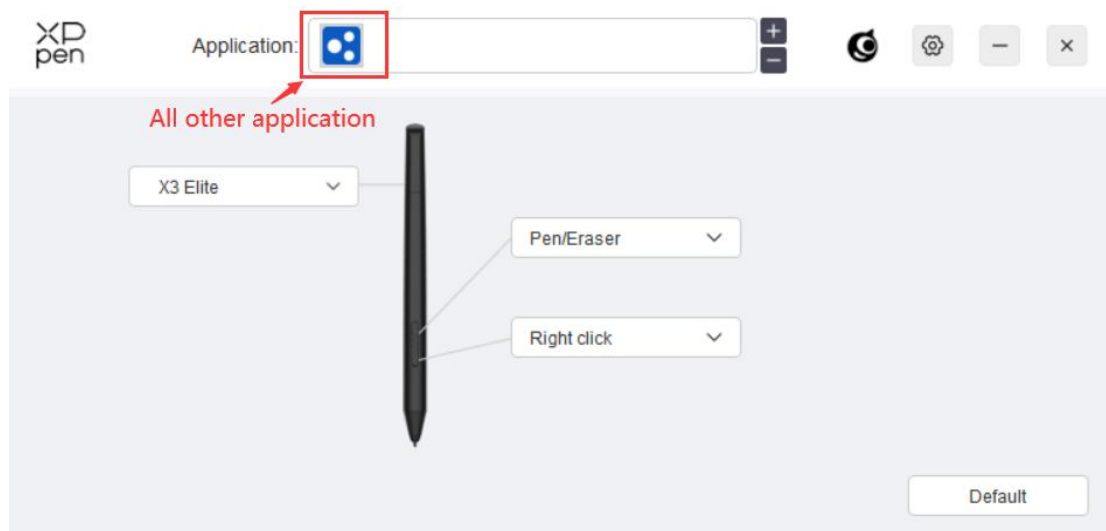 XP
pen
Application:
All other application
X3 Elite
Pen/Eraser
Right click
Default